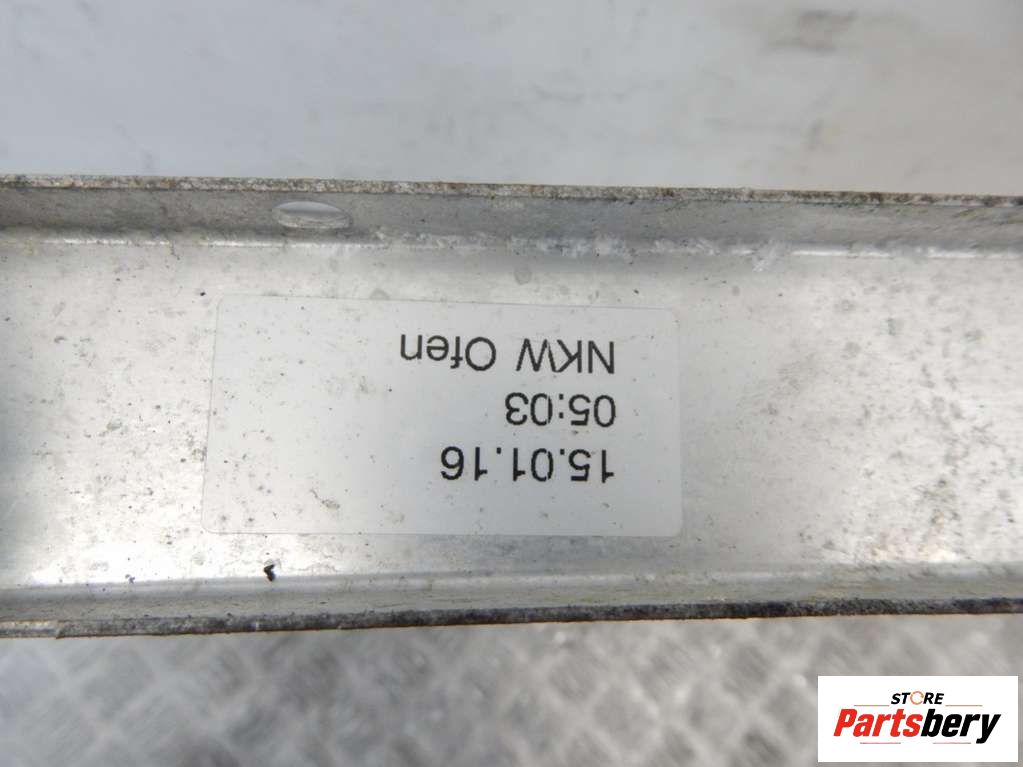 15.01.16
05:03
NKW Ofen
STORE
Partsbery